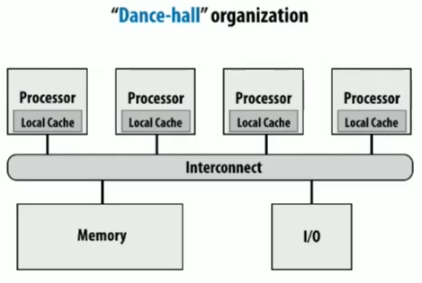 "Dance-hall" organization
Processor Processor Processor Processor
Local Cache Local Cache Local Cache Local Cache
Interconnect
Memory I/O